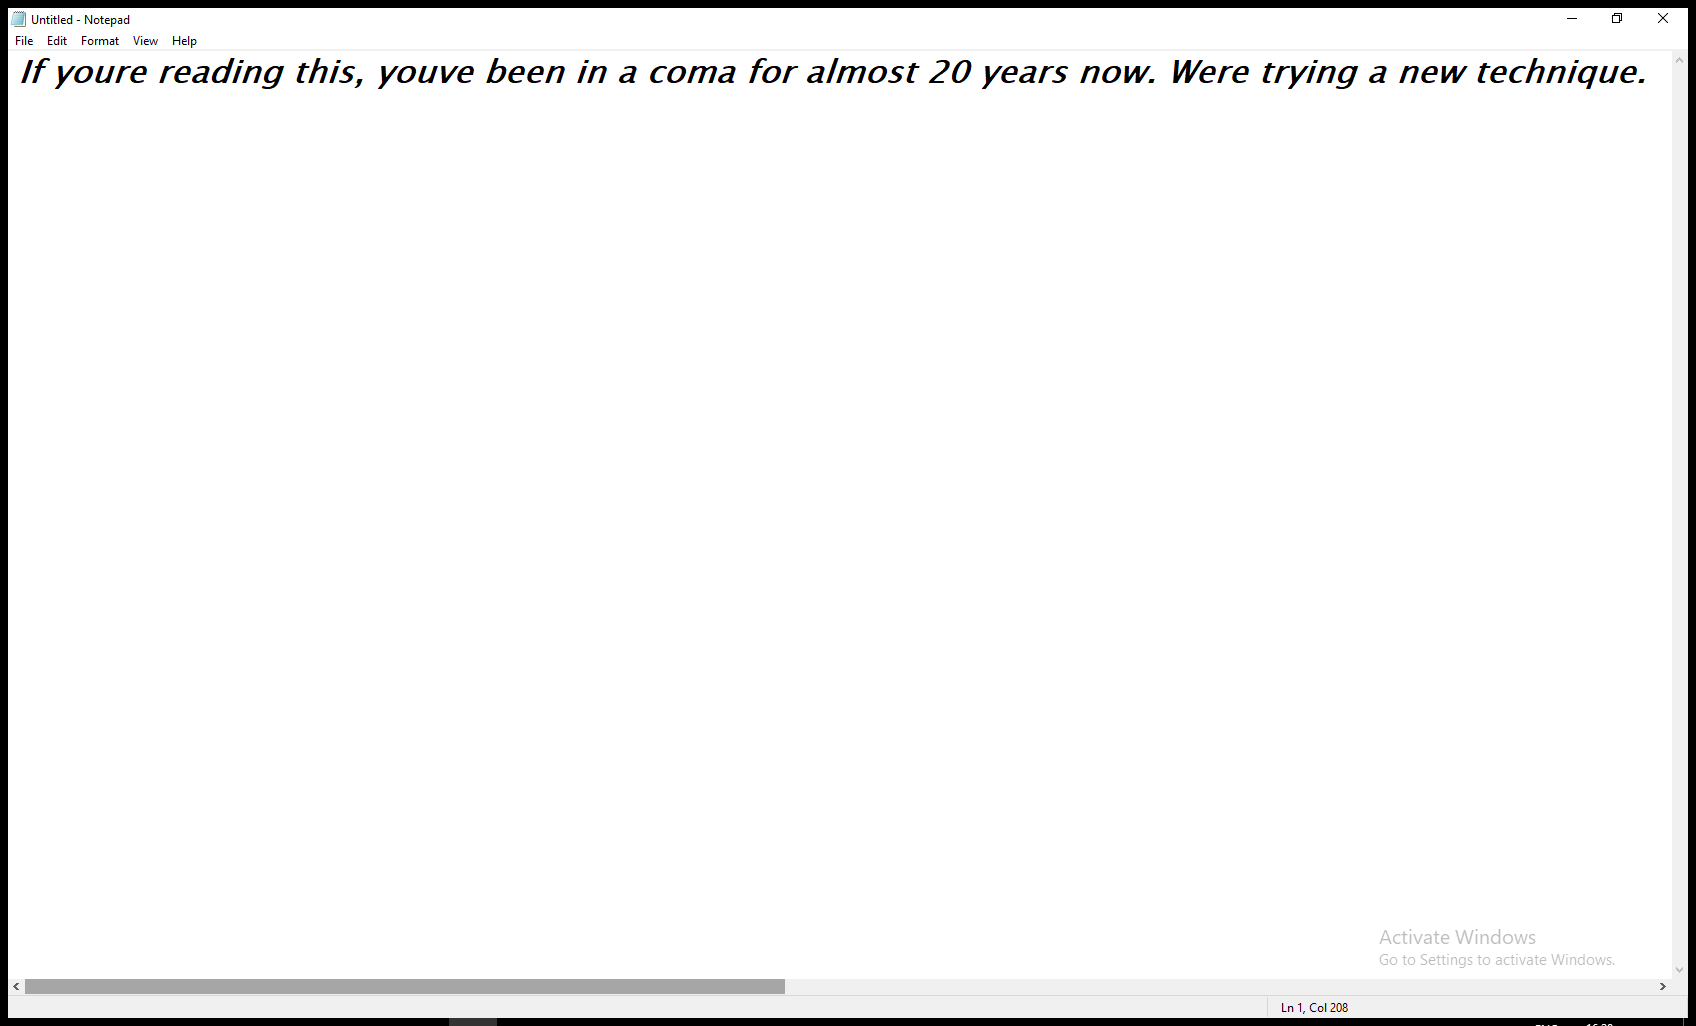 Untitled - Notepad
File Edit Format View Help
If youre reading this, youve been in a coma for almost 20 years now. Were trying a new technique.
Activate Windows
Go to Settings to activate Windows.
Ln 1, Col 208